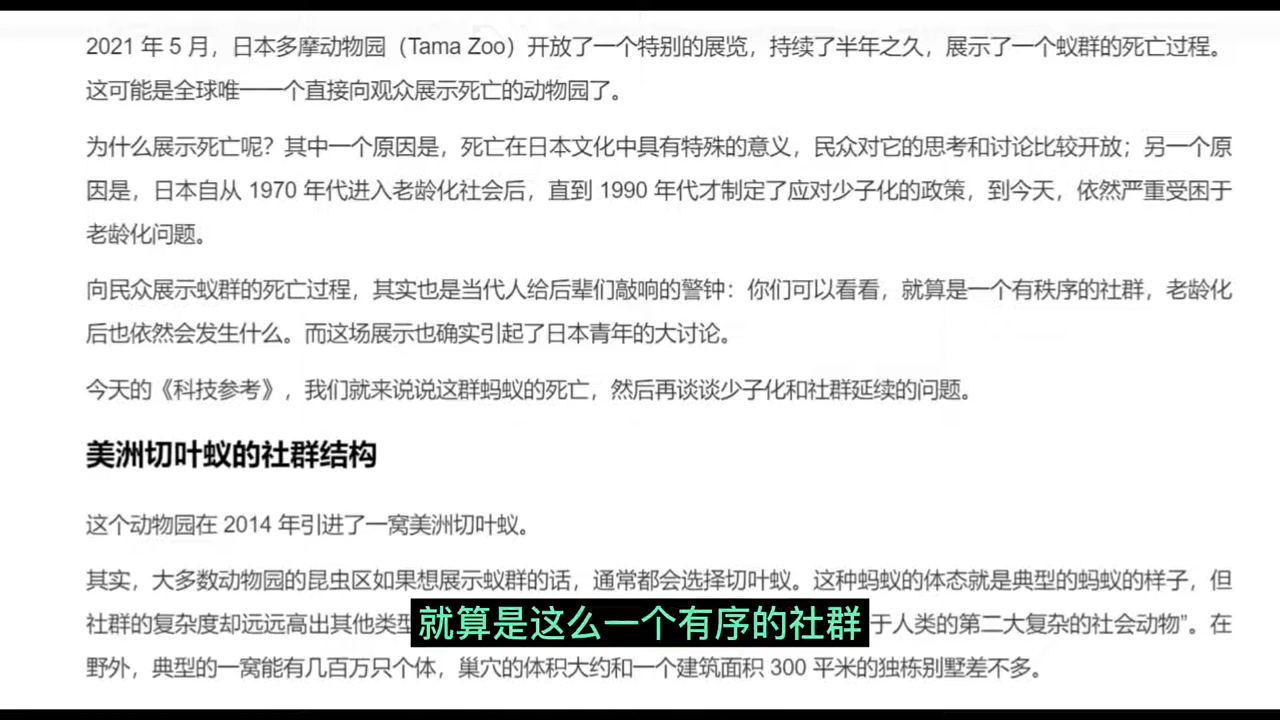 2021 年 5 月，日本多摩动物园（Tama Zoo）开放了一个特别的展览，持续了半年之久，展示了一个蚁群的死亡过程。
这可能是全球唯一一个直接向观众展示死亡的动物园了。
为什么展示死亡呢？其中一个原因是，死亡在日本文化中具有特殊的意义，民众对它的思考和讨论比较开放；另一个原
因是，日本自从 1970 年代进入老龄化社会后，直到 1990 年代才制定了应对少子化的政策，到今天，依然严重受困于
老龄化问题。
向民众展示蚁群的死亡过程，其实也是当代人给后辈们敲响的警钟：你们可以看看，就算是一个有秩序的社群，老龄化
后也依然会发生什么。而这场展示也确实引起了日本青年的大讨论。
今天的《科技参考》，我们就来说说这群蚂蚁的死亡，然后再谈谈少子化和社群延续的问题。
美洲切叶蚁的社群结构
这个动物园在 2014 年引进了一窝美洲切叶蚁。
其实，大多数动物园的昆虫区如果想展示蚁群的话，通常都会选择切叶蚁。这种蚂蚁的体态就是典型的蚂蚁的样子，但
社群的复杂度却远远高出其他类型
就算是这么一个有序的社群
于人类的第二大复杂的社会动物”。在
野外，典型的一窝能有几百万只个体，巢穴的体积大约和一个建筑面积 300 平米的独栋别墅差不多。